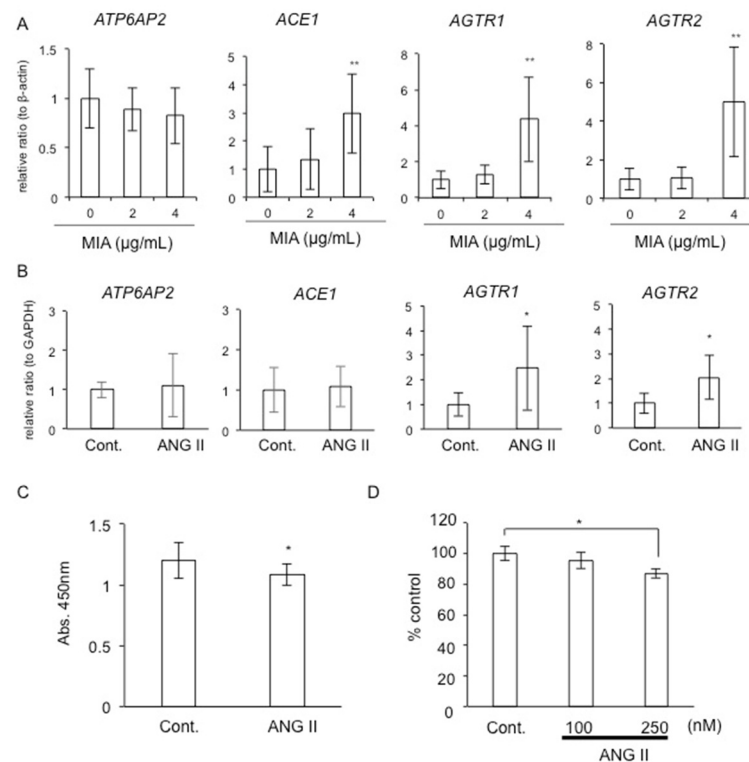 A
ATP6AP2 ACE1 AGTR1 AGTR2
relative ratio (to β-actin)
1.5
1
0.5
0
5
4
3
2
1
0
8
6
4
2
0
8
6
4
2
0
**
**
**
0 2 4
0 2 4
0 2 4
0 2 4
MIA (µg/mL) MIA (µg/mL) MIA (µg/mL) MIA (µg/mL)
B
ATP6AP2 ACE1 AGTR1 AGTR2
relative ratio (to GAPDH)
3
2
1
0
3
2
1
0
5
4
3
2
1
0
5
4
3
2
1
0
*
*
Cont. ANG II
Cont. ANG II
Cont. ANG II
Cont. ANG II
C
Abs. 450nm
1.5
1
0.5
0
*
Cont. ANG II
D
% control
120
100
80
60
40
20
0
*
Cont. 100 250 (nM)
ANG II